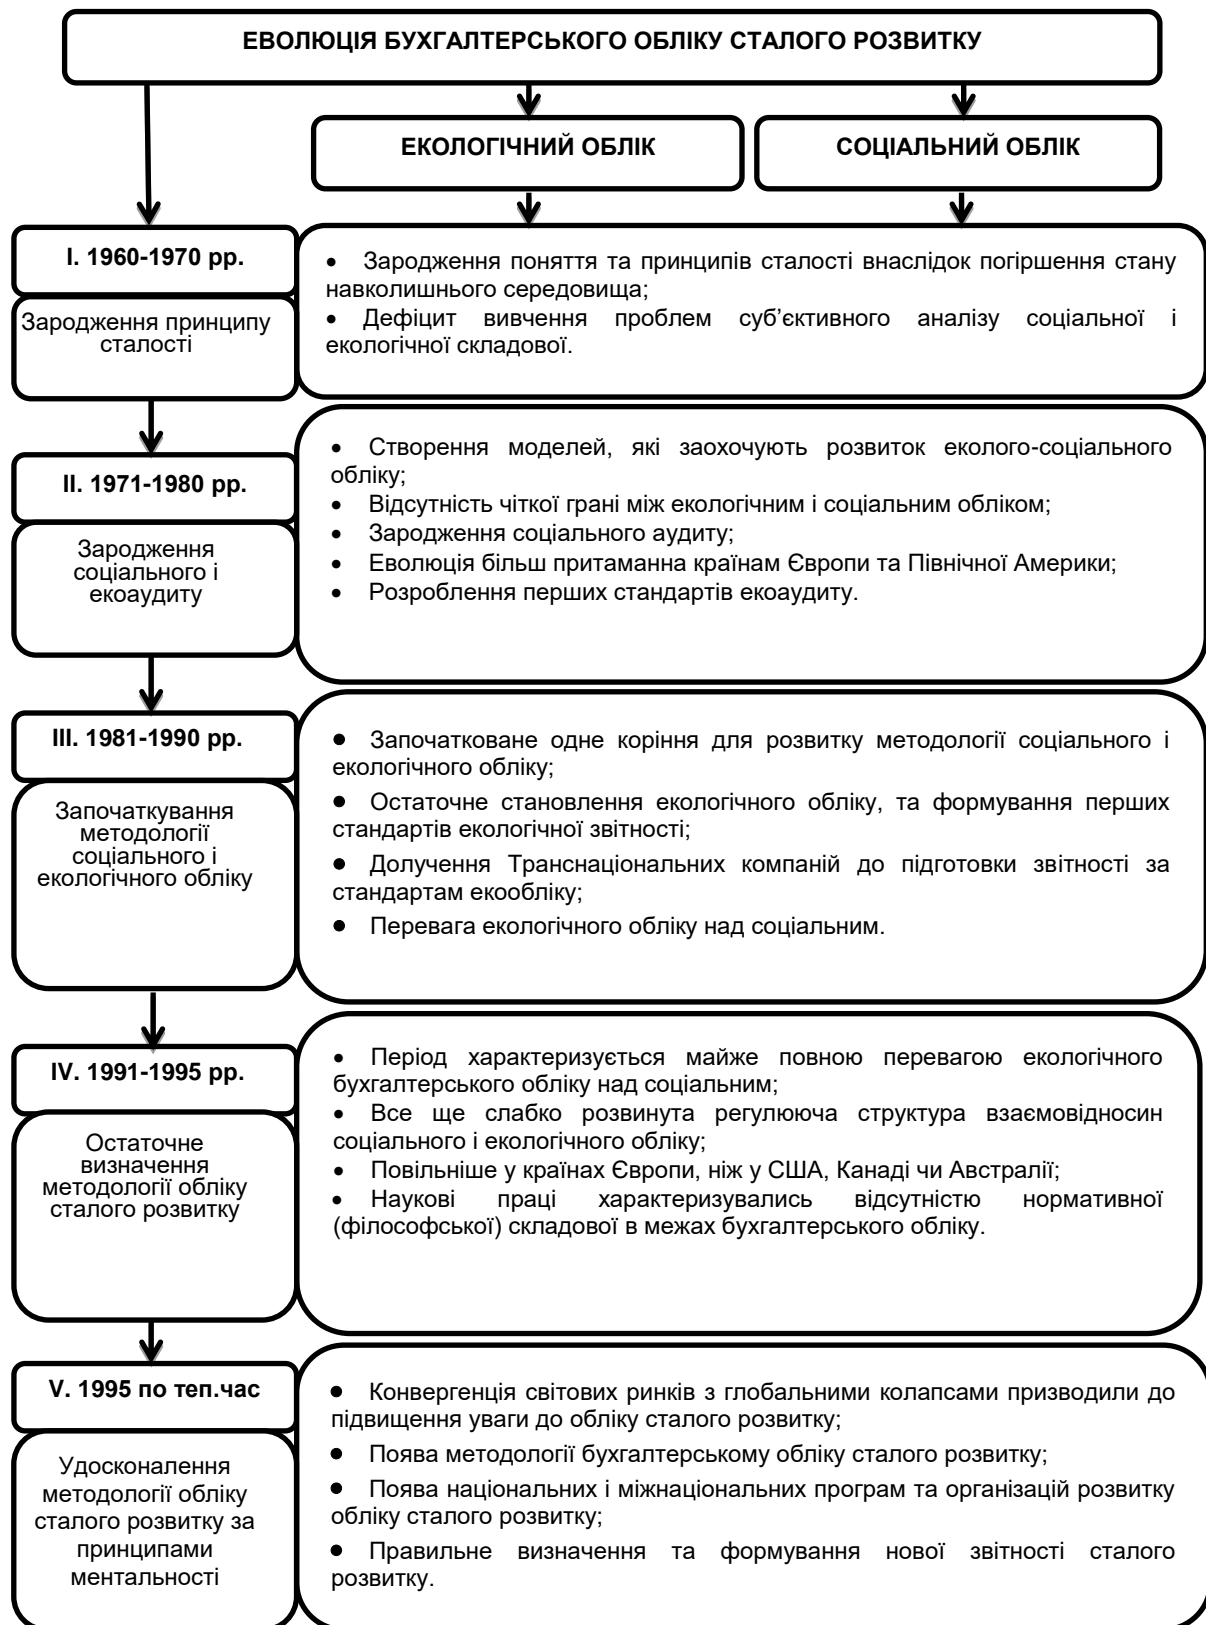 ЕВОЛЮЦІЯ БУХГАЛТЕРСЬКОГО ОБЛІКУ СТАЛОГО РОЗВИТКУ
ЕКОЛОГІЧНИЙ ОБЛІК
СОЦІАЛЬНИЙ ОБЛІК
І. 1960-1970 рр.
Зародження принципу
сталості
• Зародження поняття та принципів сталості внаслідок погіршення стану
навколишнього середовища;
• Дефіцит вивчення проблем суб’єктивного аналізу соціальної і
екологічної складової.
ІІ. 1971-1980 рр.
Зародження
соціального і
екоаудиту
• Створення моделей, які заохочують розвиток еколого-соціального
обліку;
• Відсутність чіткої грані між екологічним і соціальним обліком;
• Зародження соціального аудиту;
• Еволюція більш притаманна країнам Європи та Північної Америки;
• Розроблення перших стандартів екоаудиту.
ІІІ. 1981-1990 рр.
Започаткування
методології
соціального і
екологічного обліку
• Започатковане одне коріння для розвитку методології соціального і
екологічного обліку;
• Остаточне становлення екологічного обліку, та формування перших
стандартів екологічної звітності;
• Долучення Транснаціональних компаній до підготовки звітності за
стандартам екообліку;
• Перевага екологічного обліку над соціальним.
IV. 1991-1995 рр.
Остаточне
визначення
методології обліку
сталого розвитку
• Період характеризується майже повною перевагою екологічного
бухгалтерського обліку над соціальним;
• Все ще слабко розвинута регулююча структура взаємовідносин
соціального і екологічного обліку;
• Повільніше у країнах Європи, ніж у США, Канаді чи Австралії;
• Наукові праці характеризувались відсутністю нормативної
(філософської) складової в межах бухгалтерського обліку.
V. 1995 по теп.час
Удосконалення
методології обліку
сталого розвитку за
принципами
ментальності
• Конвергенція світових ринків з глобальними колапсами призводили до
підвищення уваги до обліку сталого розвитку;
• Поява методології бухгалтерському обліку сталого розвитку;
• Поява національних і міжнаціональних програм та організацій розвитку
обліку сталого розвитку;
• Правильне визначення та формування нової звітності сталого
розвитку.